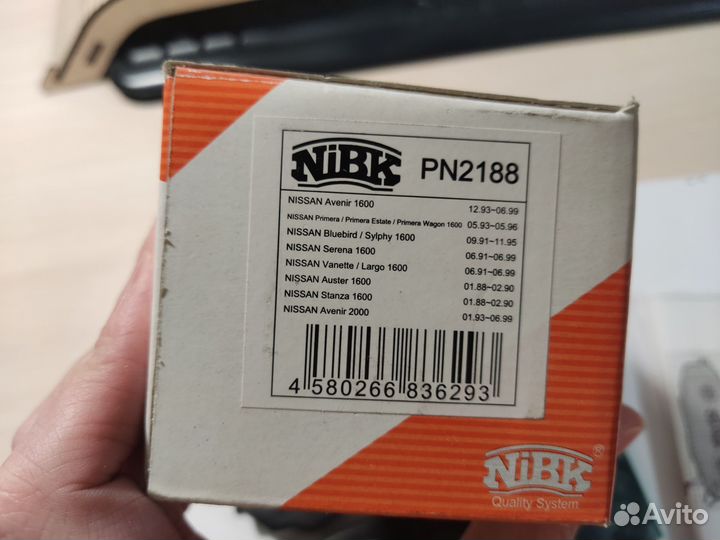 NiBK PN2188
NISSAN Avenir 1600 12.93~06.99
NISSAN Primera / Primera Estate / Primera Wagon 1600 05.93~05.96
NISSAN Bluebird / Sylphy 1600 09.91~11.95
NISSAN Serena 1600 06.91~06.99
NISSAN Vanette / Largo 1600 06.91~06.99
NISSAN Auster 1600 01.88~02.90
NISSAN Stanza 1600 01.88~02.90
NISSAN Avenir 2000 01.93~06.99
4 580266 836293
NiBK ®
Quality System
Avito